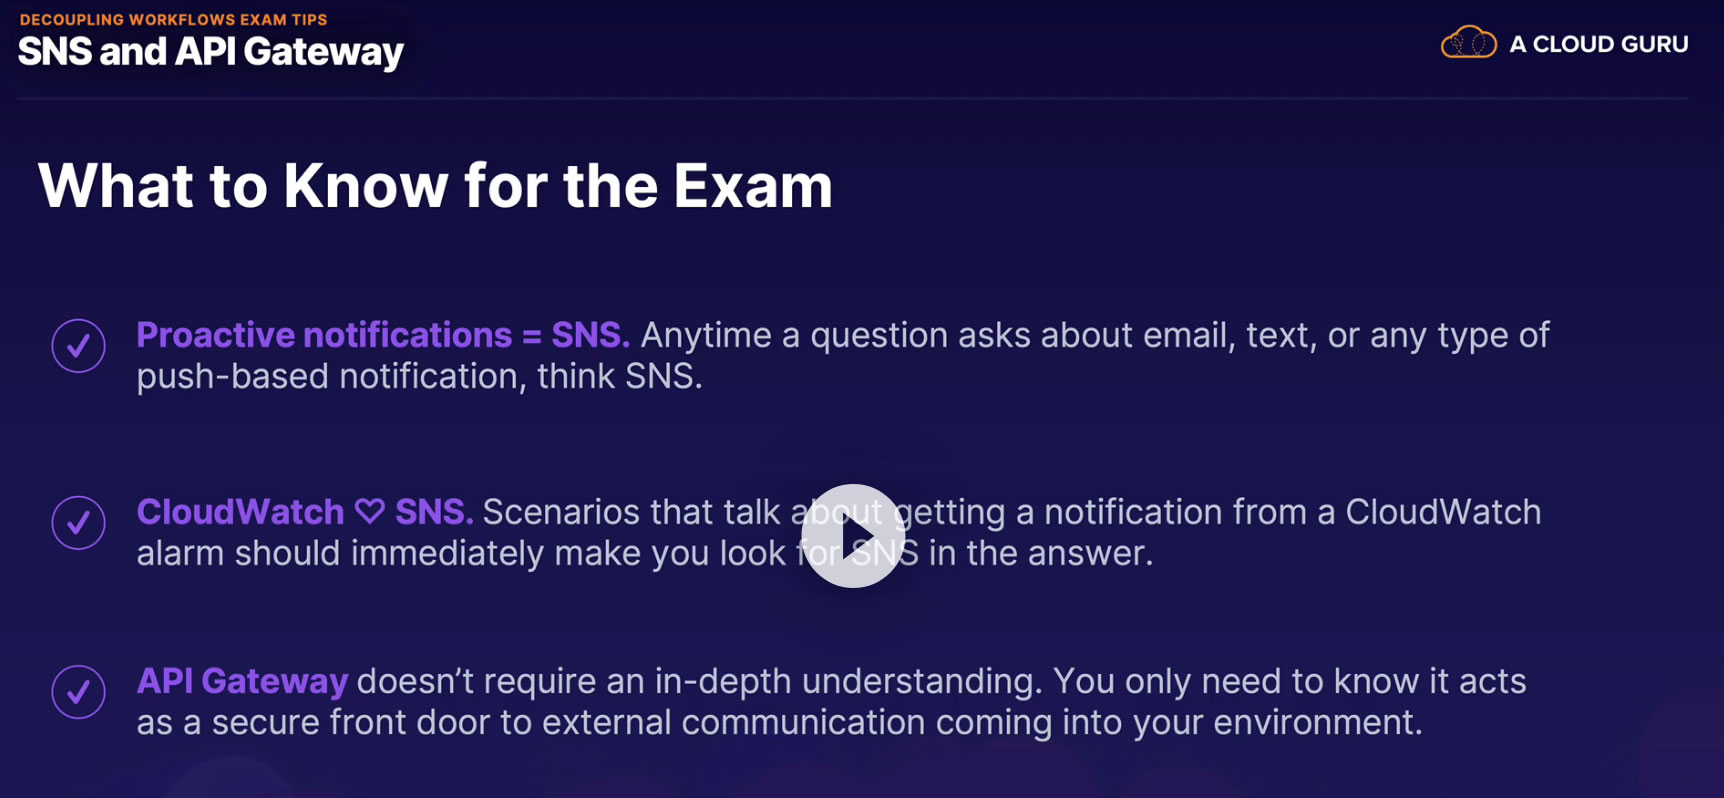 DECOUPLING WORKFLOWS EXAM TIPS
SNS and API Gateway
A CLOUD GURU
What to Know for the Exam
Proactive notifications = SNS. Anytime a question asks about email, text, or any type of
push-based notification, think SNS.
CloudWatch ♡ SNS. Scenarios that talk about getting a notification from a CloudWatch
alarm should immediately make you look for SNS in the answer.
API Gateway doesn’t require an in-depth understanding. You only need to know it acts
as a secure front door to external communication coming into your environment.